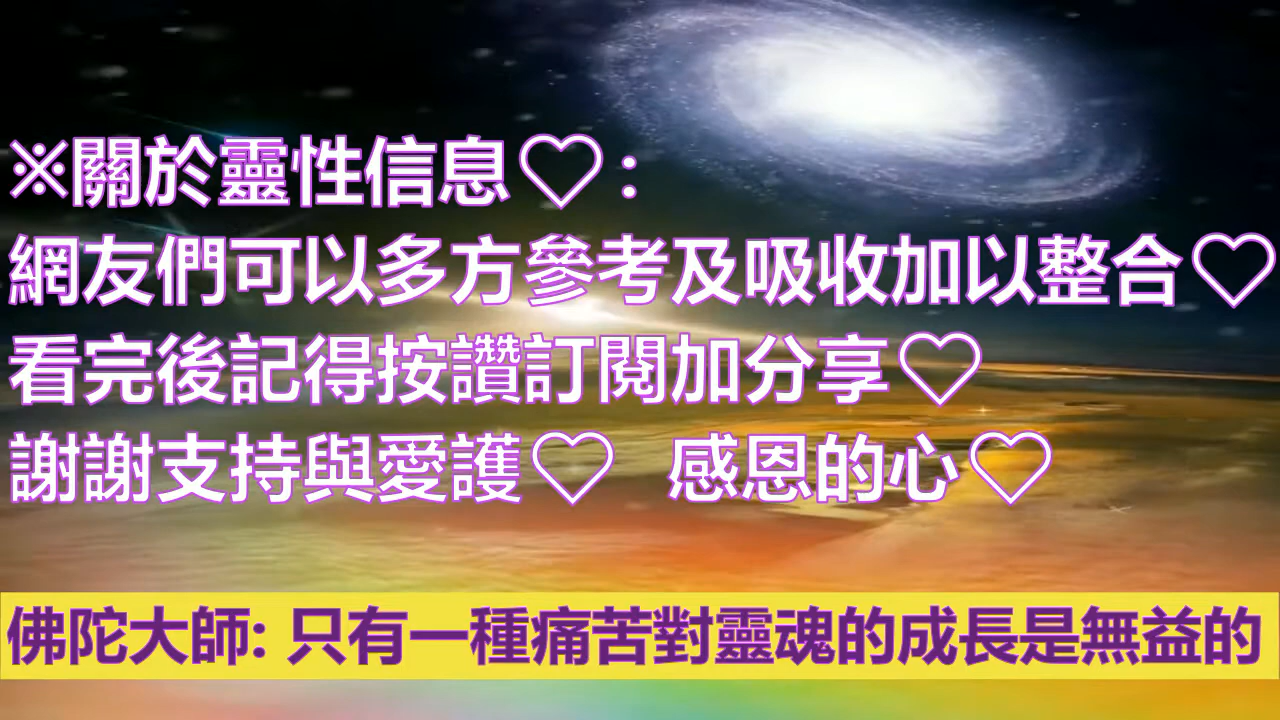 ※關於靈性信息♡:
網友們可以多方參考及吸收加以整合♡
看完後記得按讚訂閱加分享♡
謝謝支持與愛護♡ 感恩的心♡
佛陀大師: 只有一種痛苦對靈魂的成長是無益的